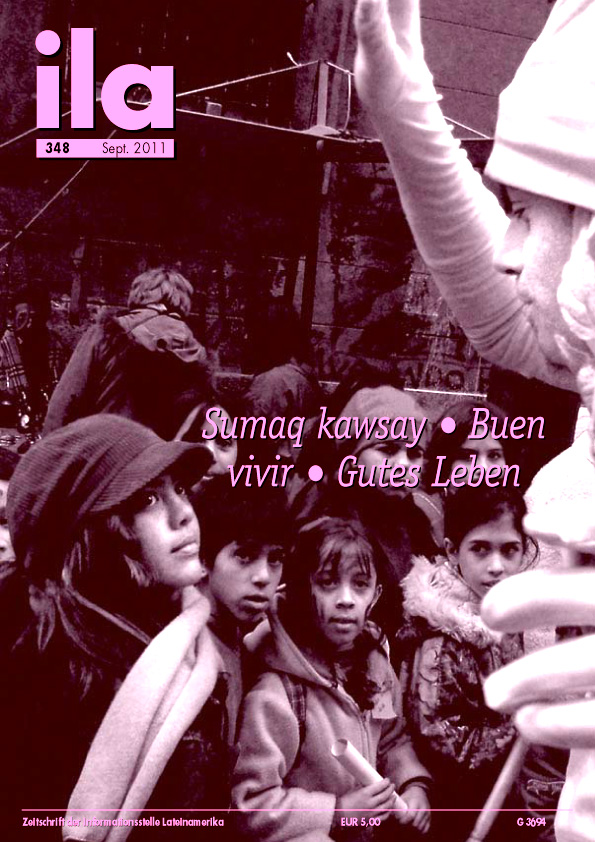 ila
348 Sept. 2011
Sumaq kawsay • Buen
vivir • Gutes Leben
Zeitschrift der Informationsstelle Lateinamerika EUR 5,00 G 3694